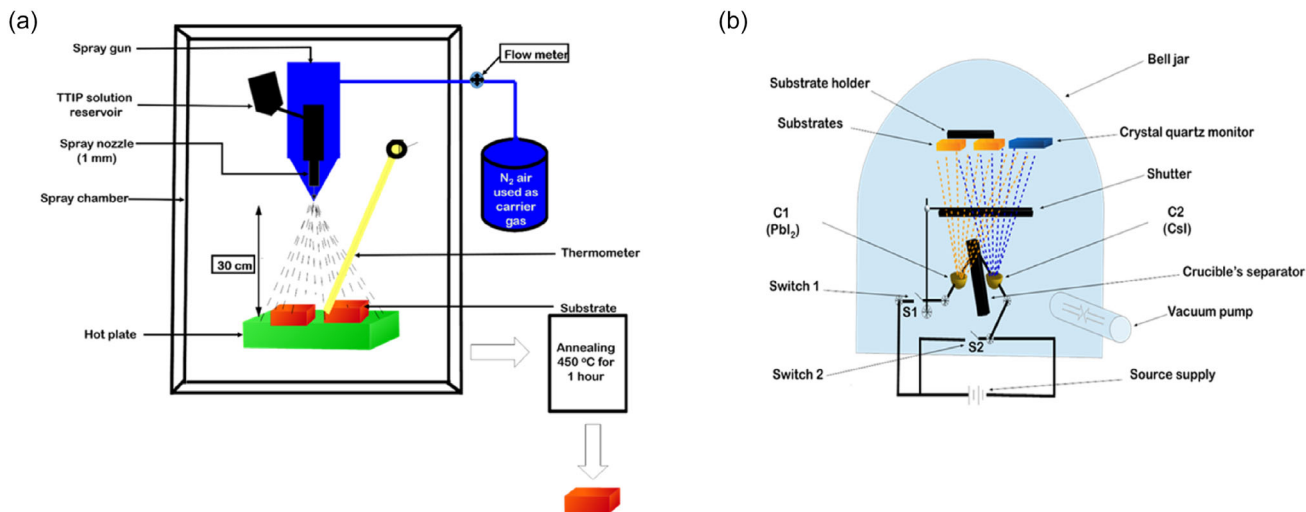 (a)
Spray gun
TTIP solution
reservoir
Spray nozzle
(1 mm)
Spray chamber
30 cm
Hot plate
Flow meter
N₂ air
used as
carrier
gas
Thermometer
Substrate
Annealing
450 ⁰C for
1 hour
(b)
Bell jar
Substrate holder
Substrates
Crystal quartz monitor
Shutter
C1
(PbI₂)
C2
(CsI)
Switch 1
S1
Crucible's separator
Vacuum pump
S2
Switch 2
Source supply